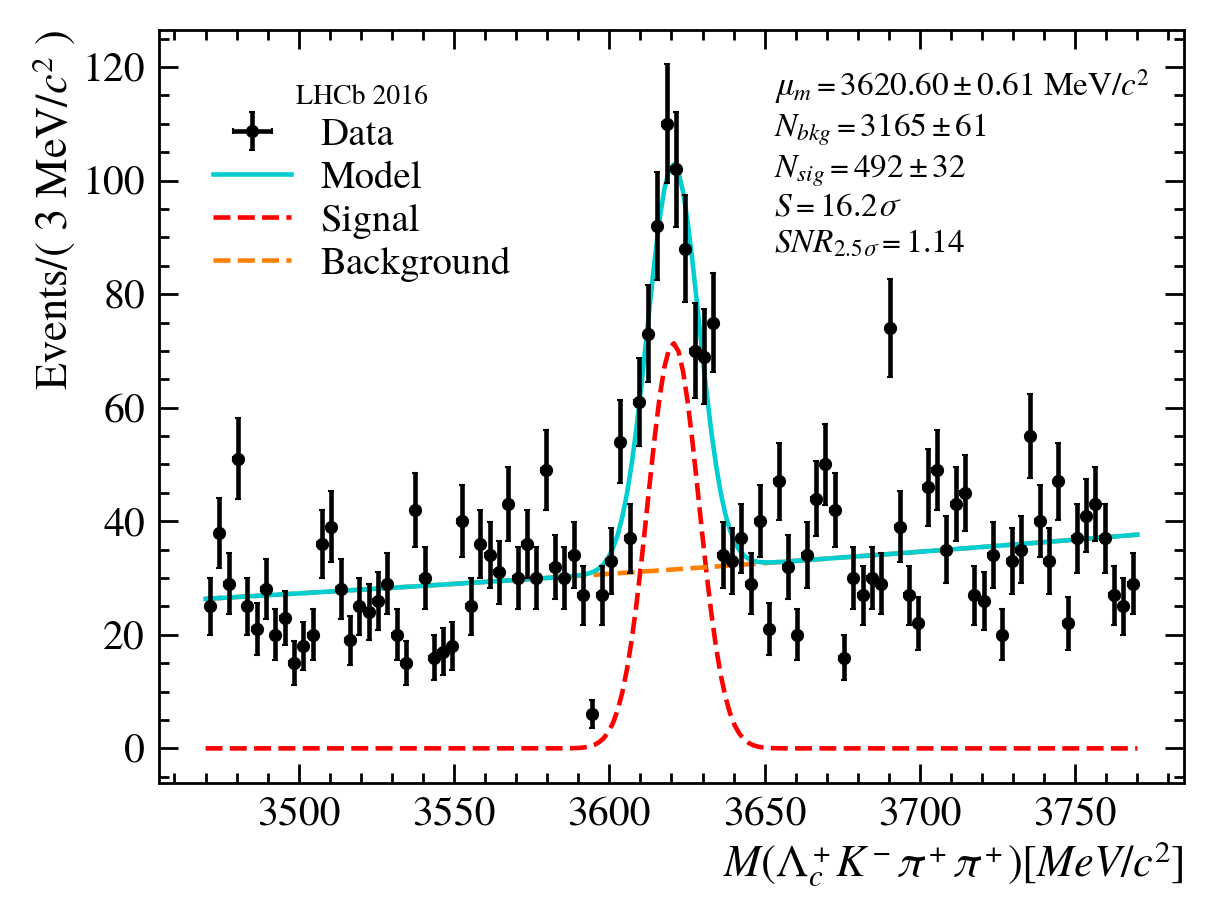 Events/( 3 MeV/c² )
120
100
80
60
40
20
0
LHCb 2016
Data
Model
Signal
Background
μ_m = 3620.60 ± 0.61 MeV/c²
N_bkg = 3165 ± 61
N_sig = 492 ± 32
S = 16.2σ
SNR_2.5σ = 1.14
3500 3550 3600 3650 3700 3750
M(Λ_c⁺K⁻π⁺π⁺)[MeV/c²]